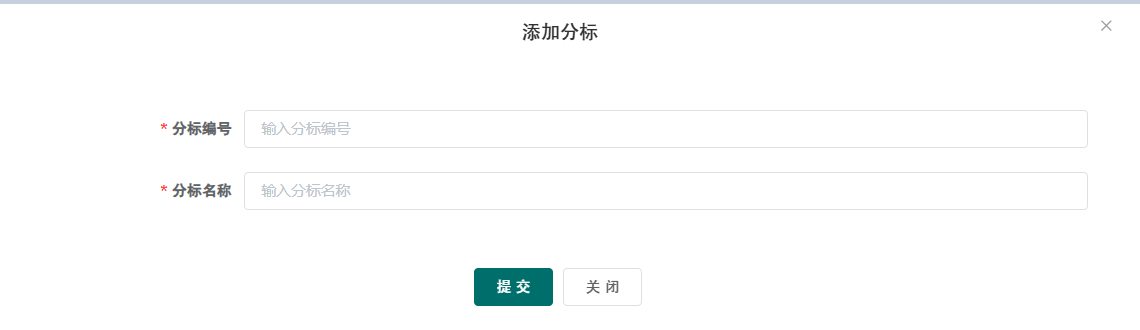 添加分标
* 分标编号 输入分标编号
* 分标名称 输入分标名称
提 交 关 闭